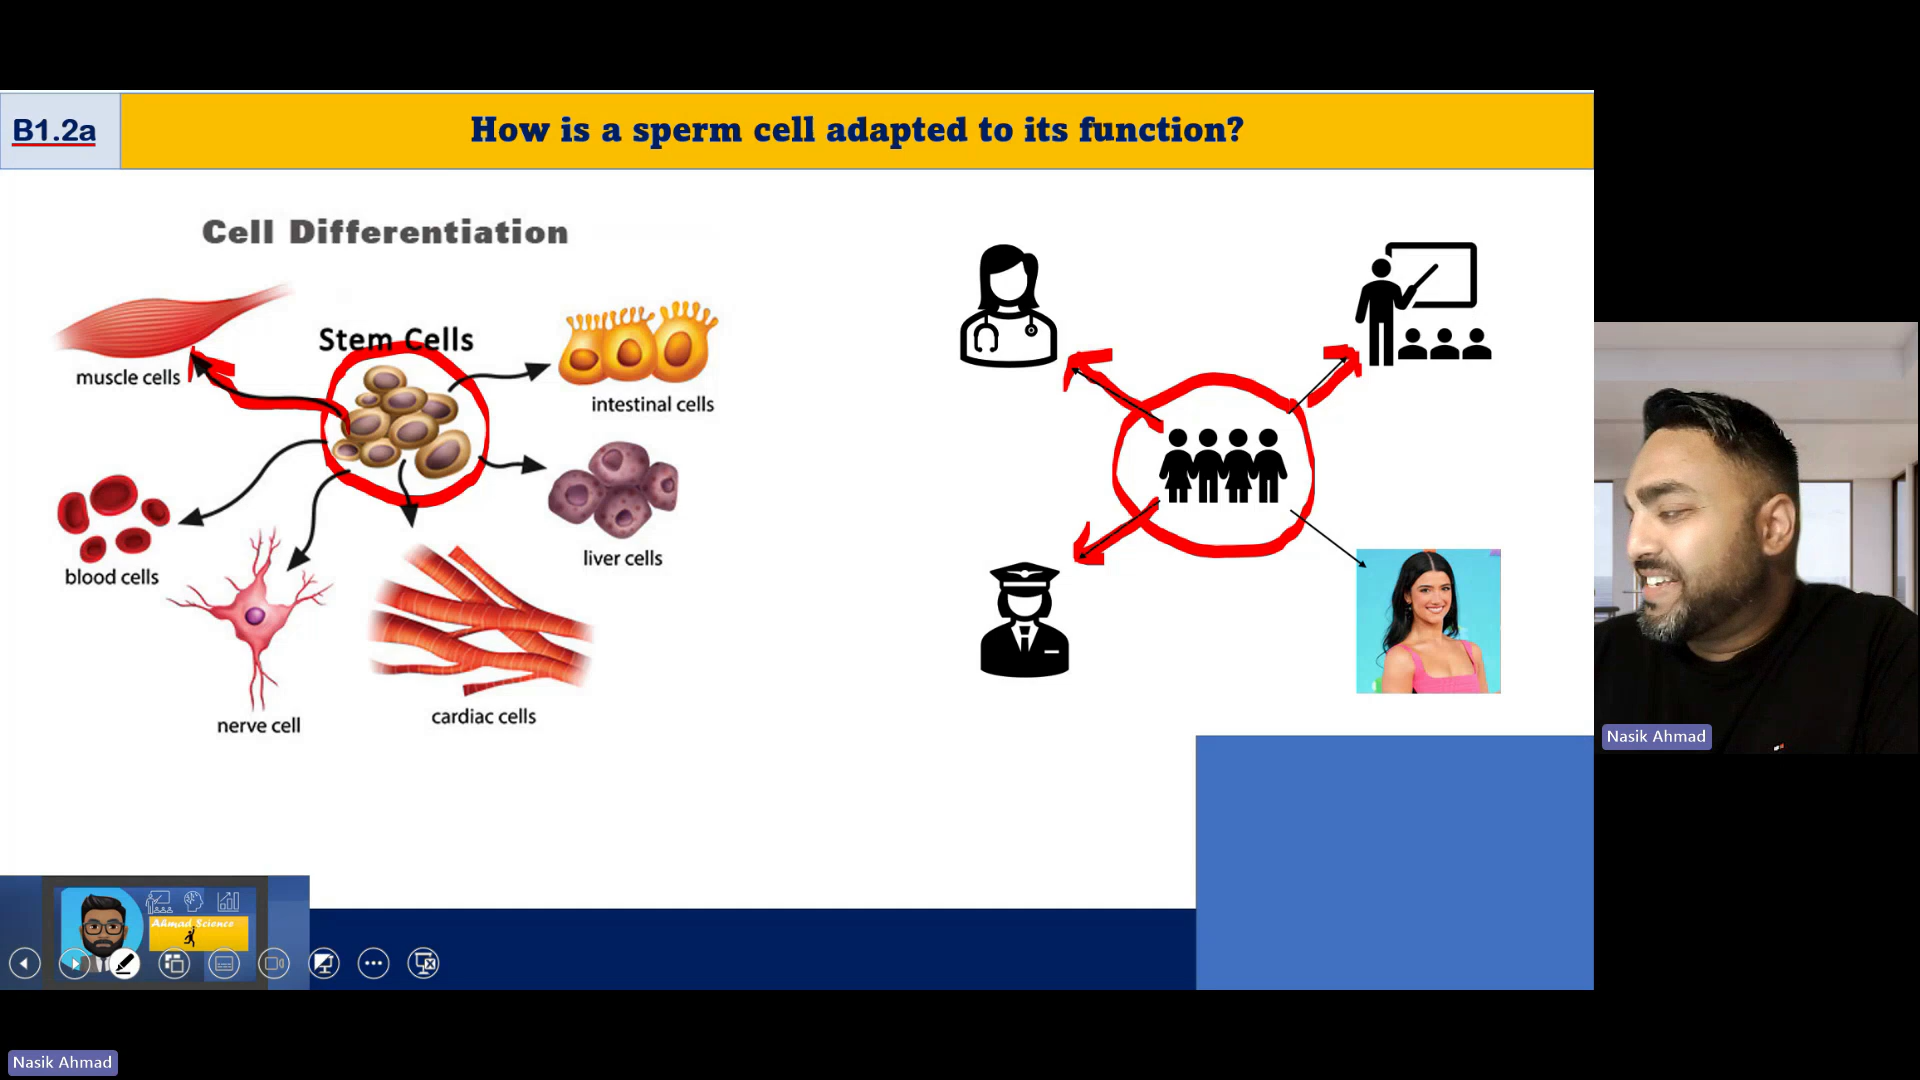 B1.2a
How is a sperm cell adapted to its function?
Cell Differentiation
Stem Cells
muscle cells
intestinal cells
blood cells
liver cells
nerve cell
cardiac cells
Ahmad Science
Nasik Ahmad
Nasik Ahmad